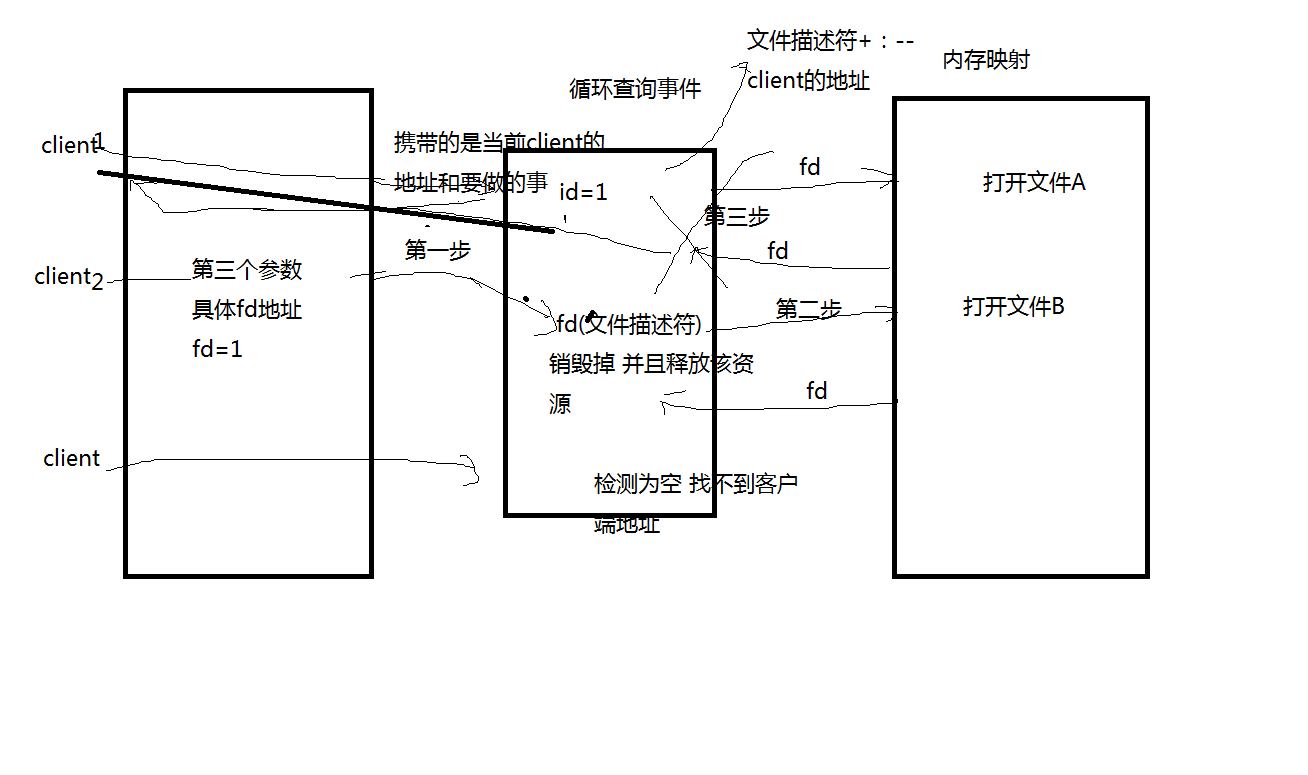 文件描述符+：--
client的地址
内存映射
循环查询事件
client1
携带的是当前client的
地址和要做的事
id=1
fd
打开文件A
第三步
第一步
fd
client2
第三个参数
具体fd地址
fd=1
第二步
打开文件B
fd(文件描述符)
销毁掉 并且释放该资
源
fd
client
检测为空 找不到客户
端地址